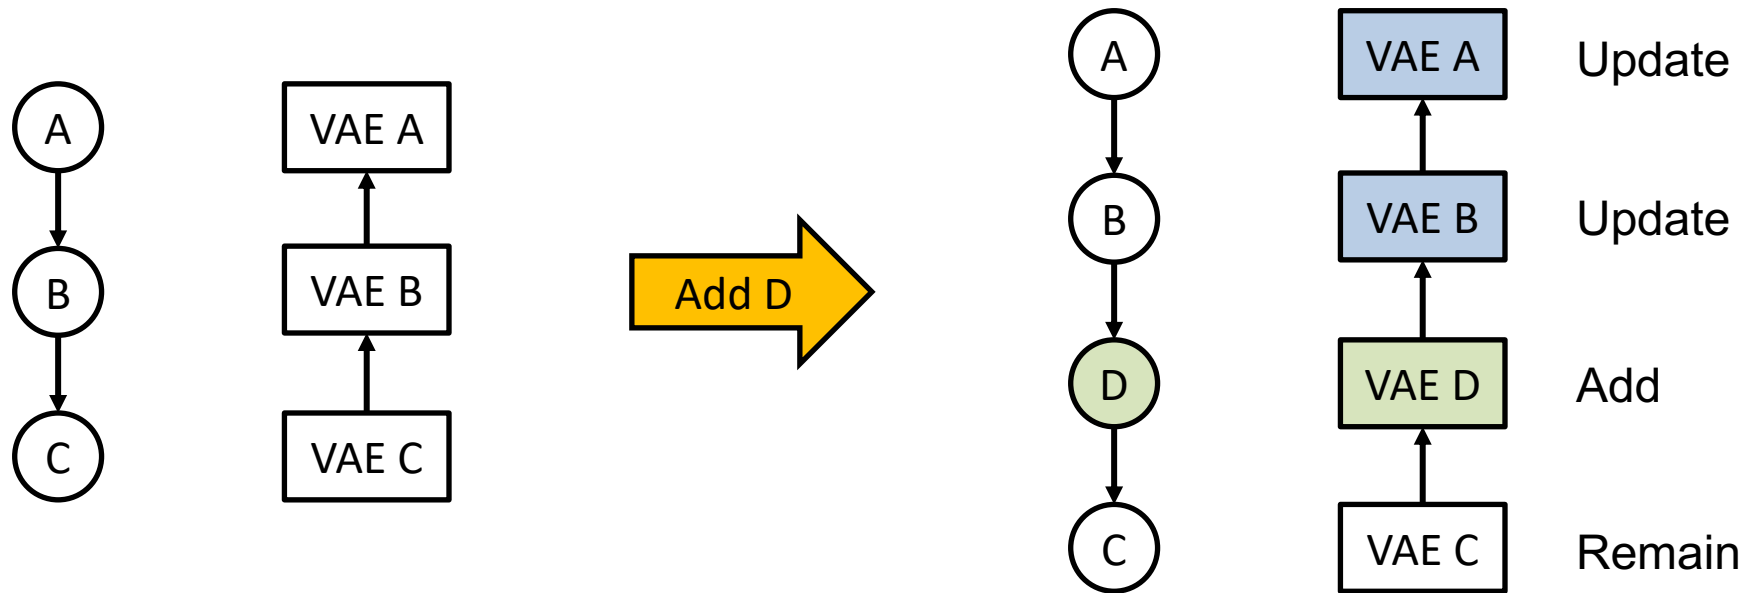 A
VAE A
B
VAE B
C
VAE C
Add D
A
VAE A
Update
B
VAE B
Update
D
VAE D
Add
C
VAE C
Remain